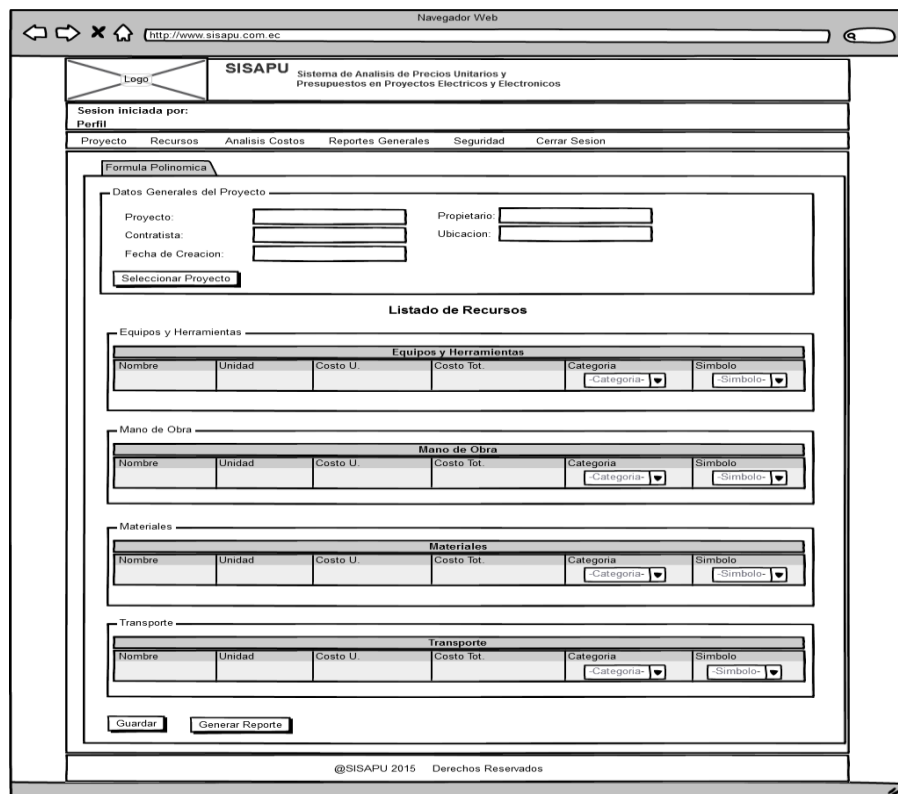 Navegador Web
http://www.sisapu.com.ec
Logo
SISAPU Sistema de Analisis de Precios Unitarios y
Presupuestos en Proyectos Electricos y Electronicos
Sesion iniciada por:
Perfil
Proyecto Recursos Analisis Costos Reportes Generales Seguridad Cerrar Sesion
Formula Polinomica
Datos Generales del Proyecto
Proyecto: Propietario:
Contratista: Ubicacion:
Fecha de Creacion:
Seleccionar Proyecto
Listado de Recursos
Equipos y Herramientas
Equipos y Herramientas
Nombre Unidad Costo U. Costo Tot. Categoria Simbolo
-Categoria- -Simbolo-
Mano de Obra
Mano de Obra
Nombre Unidad Costo U. Costo Tot. Categoria Simbolo
-Categoria- -Simbolo-
Materiales
Materiales
Nombre Unidad Costo U. Costo Tot. Categoria Simbolo
-Categoria- -Simbolo-
Transporte
Transporte
Nombre Unidad Costo U. Costo Tot. Categoria Simbolo
-Categoria- -Simbolo-
Guardar Generar Reporte
@SISAPU 2015 Derechos Reservados